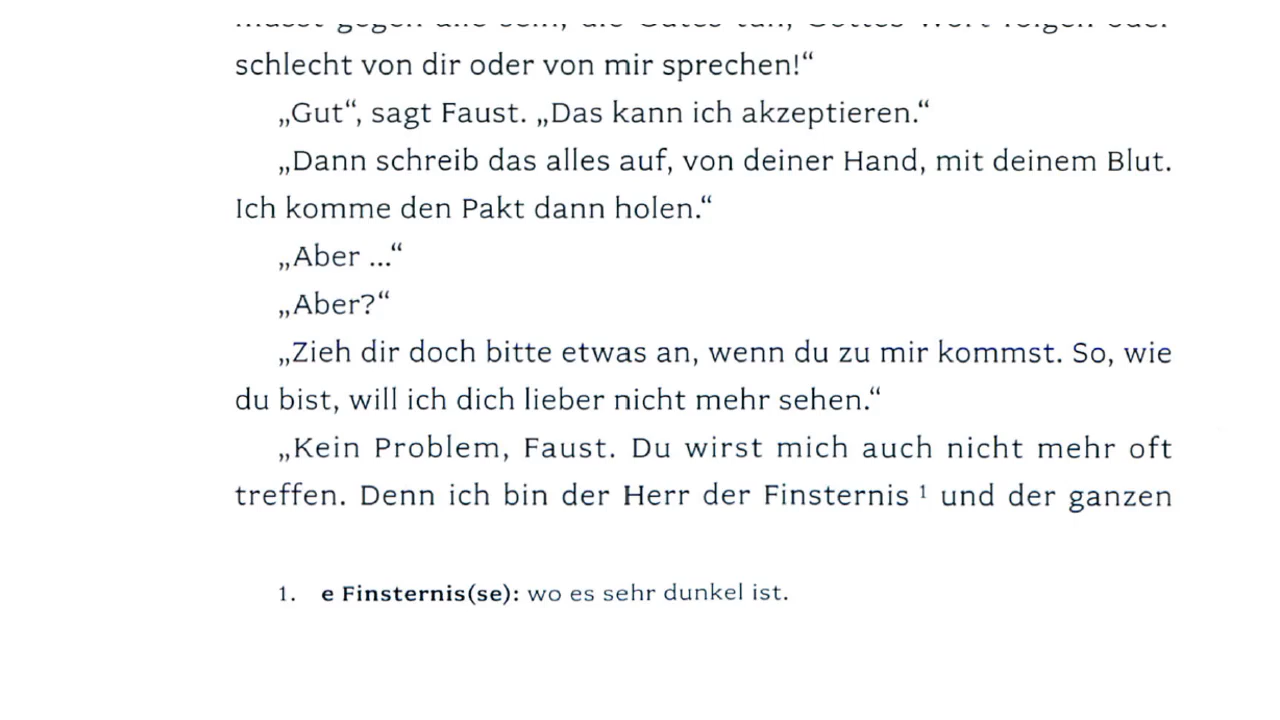 schlecht von dir oder von mir sprechen!“
„Gut“, sagt Faust. „Das kann ich akzeptieren.“
„Dann schreib das alles auf, von deiner Hand, mit deinem Blut.
Ich komme den Pakt dann holen.“
„Aber ...“
„Aber?“
„Zieh dir doch bitte etwas an, wenn du zu mir kommst. So, wie
du bist, will ich dich lieber nicht mehr sehen.“
„Kein Problem, Faust. Du wirst mich auch nicht mehr oft
treffen. Denn ich bin der Herr der Finsternis ¹ und der ganzen
1. e Finsternis(se): wo es sehr dunkel ist.